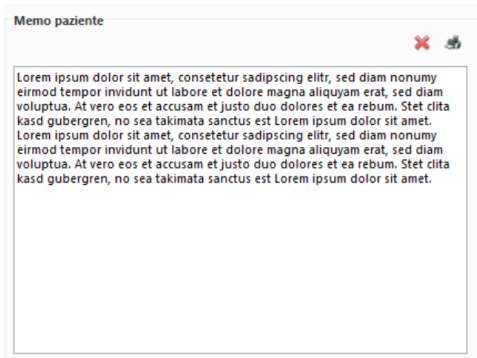 Memo paziente
Lorem ipsum dolor sit amet, consetetur sadipscing elitr, sed diam nonumy
eirmod tempor invidunt ut labore et dolore magna aliquyam erat, sed diam
voluptua. At vero eos et accusam et justo duo dolores et ea rebum. Stet clita
kasd gubergren, no sea takimata sanctus est Lorem ipsum dolor sit amet.
Lorem ipsum dolor sit amet, consetetur sadipscing elitr, sed diam nonumy
eirmod tempor invidunt ut labore et dolore magna aliquyam erat, sed diam
voluptua. At vero eos et accusam et justo duo dolores et ea rebum. Stet clita
kasd gubergren, no sea takimata sanctus est Lorem ipsum dolor sit amet.